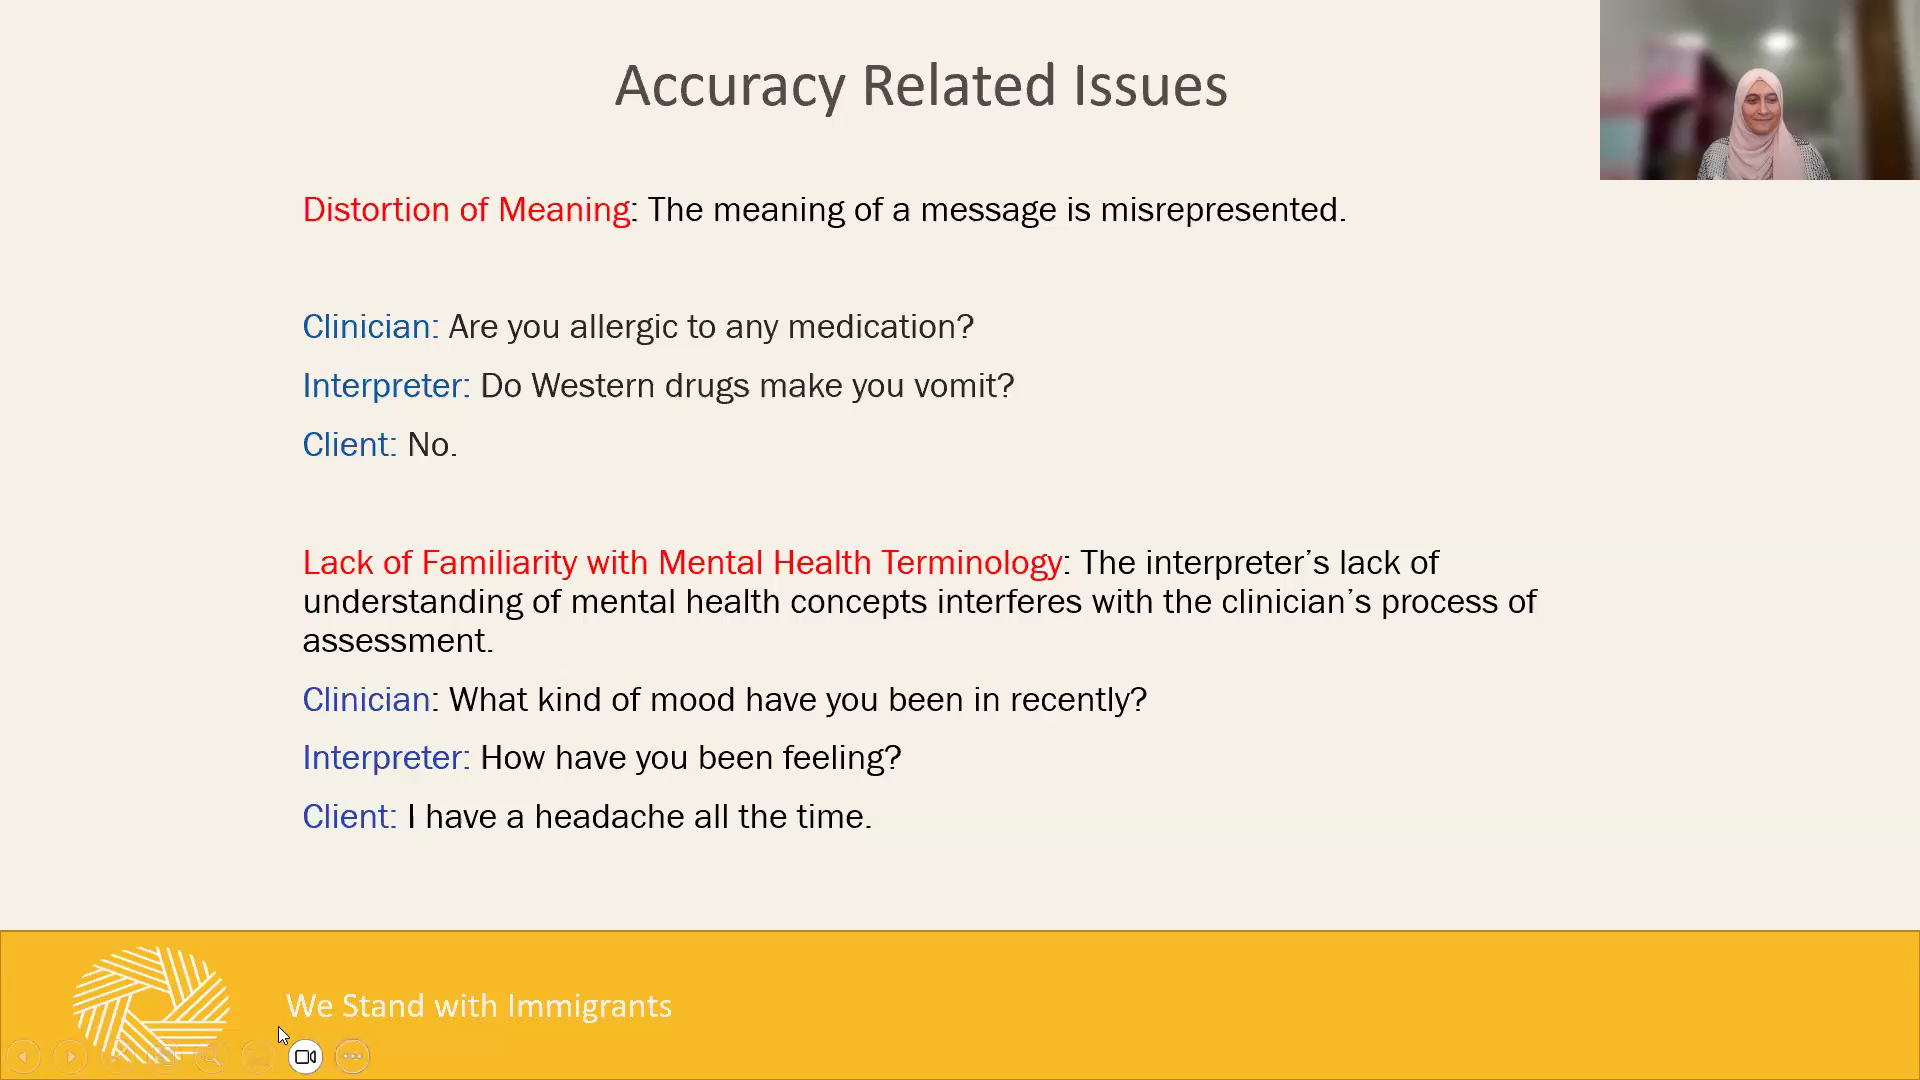 Accuracy Related Issues
Distortion of Meaning: The meaning of a message is misrepresented.
Clinician: Are you allergic to any medication?
Interpreter: Do Western drugs make you vomit?
Client: No.
Lack of Familiarity with Mental Health Terminology: The interpreter’s lack of
understanding of mental health concepts interferes with the clinician’s process of
assessment.
Clinician: What kind of mood have you been in recently?
Interpreter: How have you been feeling?
Client: I have a headache all the time.
We Stand with Immigrants